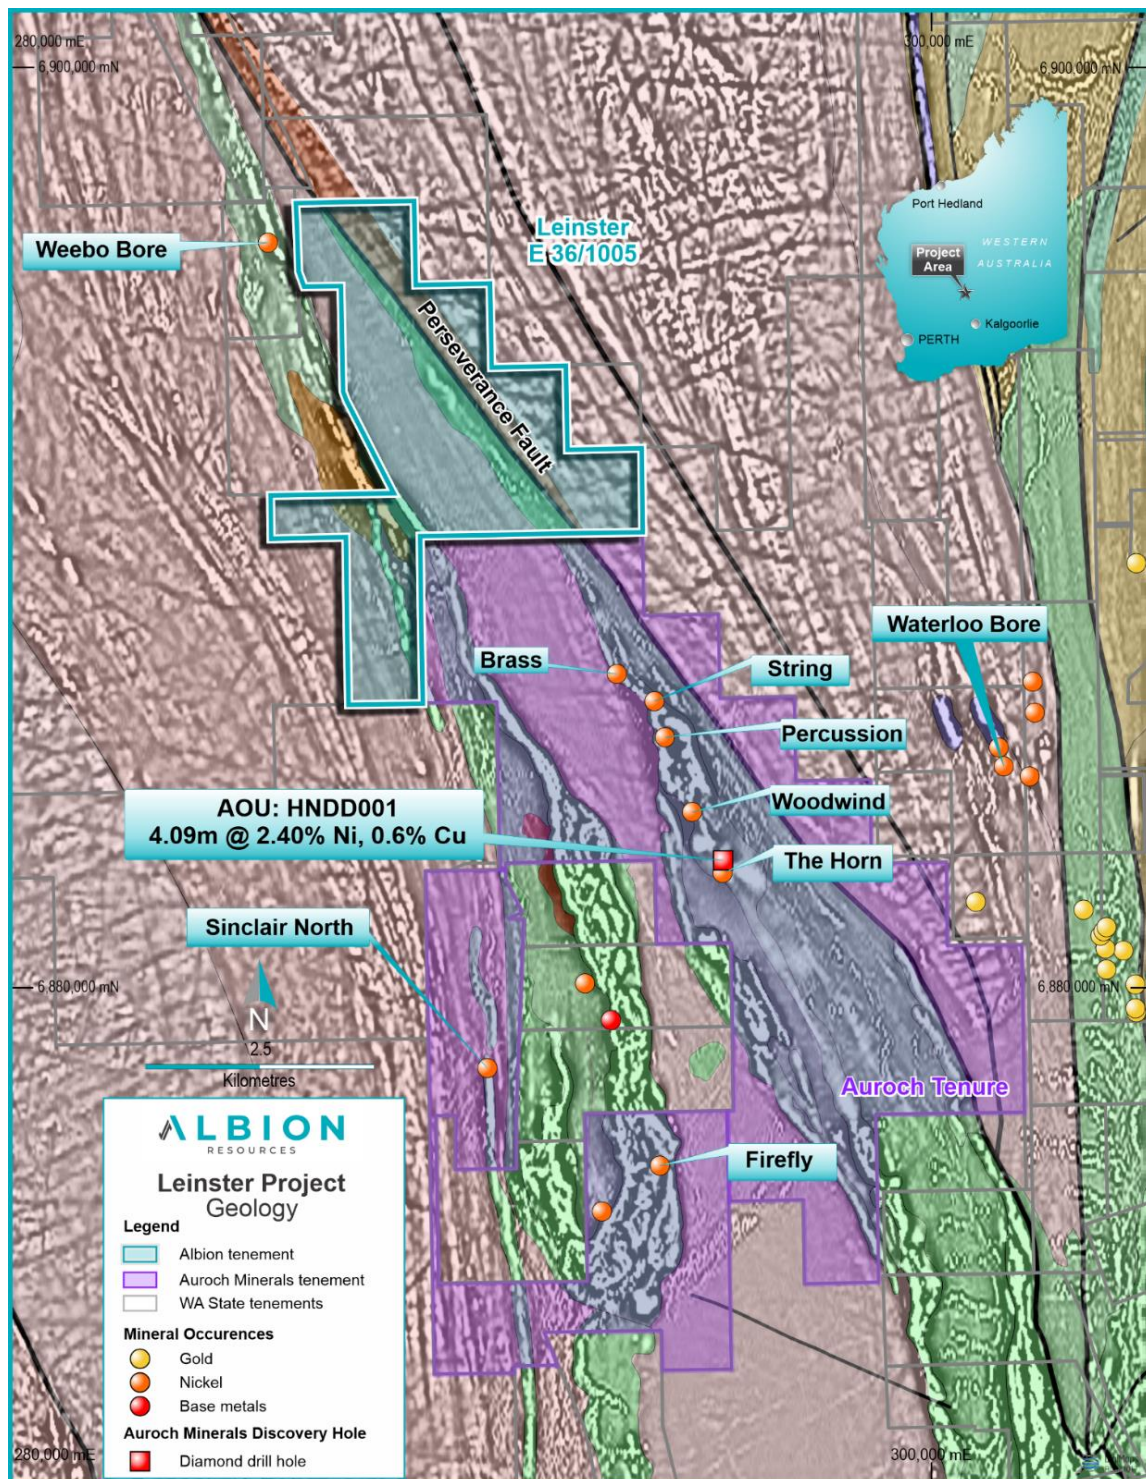 280,000 mE
300,000 mE
6,900,000 mN
6,900,000 mN
Port Hedland
WESTERN
AUSTRALIA
Project
Area
Kalgoorlie
PERTH
Leinster
E 36/1005
Weebo Bore
Perseverance Fault
Waterloo Bore
Brass
String
Percussion
Woodwind
AOU: HNDD001
4.09m @ 2.40% Ni, 0.6% Cu
The Horn
Sinclair North
6,880,000 mN
6,880,000 mN
N
2.5
Kilometres
Auroch Tenure
Firefly
ALBION
RESOURCES
Leinster Project
Geology
Legend
Albion tenement
Auroch Minerals tenement
WA State tenements
Mineral Occurences
Gold
Nickel
Base metals
Auroch Minerals Discovery Hole
Diamond drill hole
280,000 mE
300,000 mE